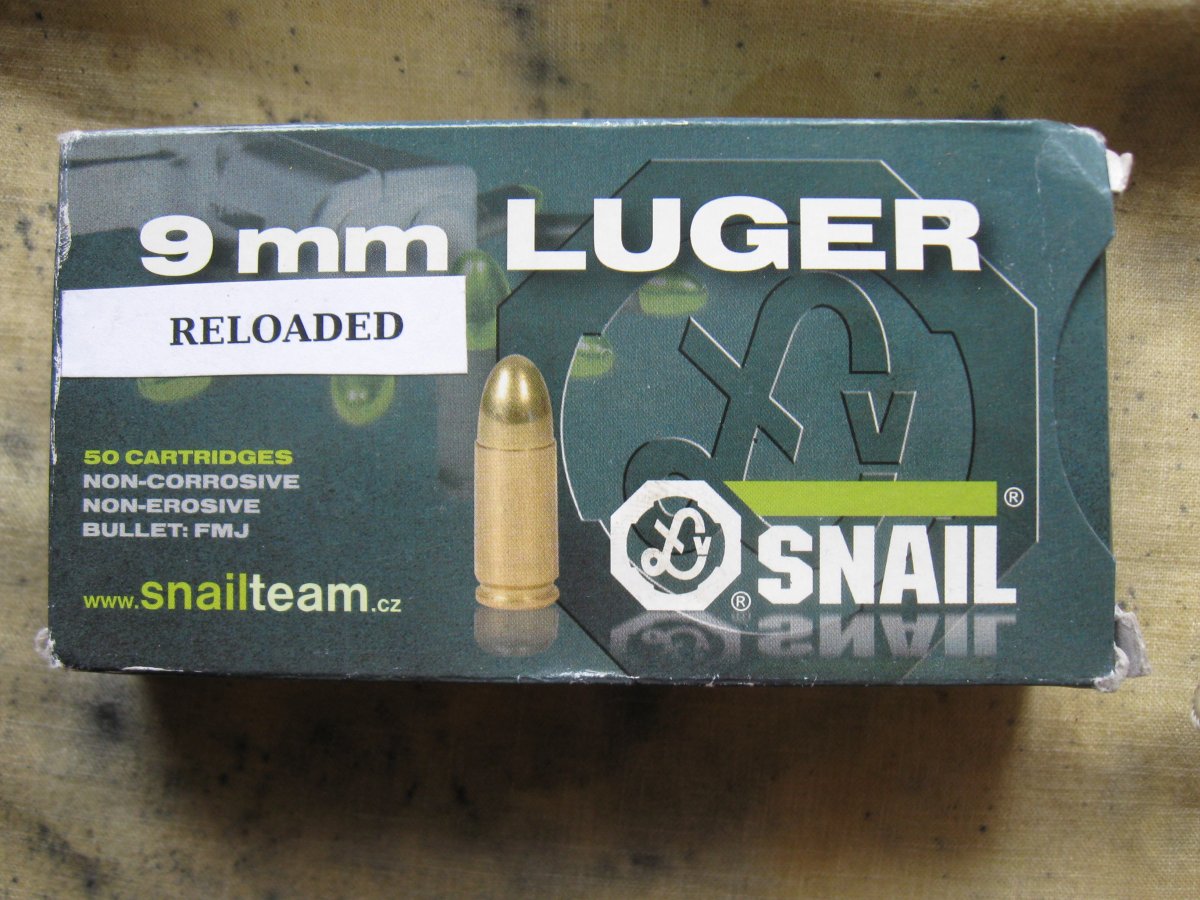 9 mm LUGER
RELOADED
50 CARTRIDGES
NON-CORROSIVE
NON-EROSIVE
BULLET: FMJ
www.snailteam.cz
SNAIL®
®